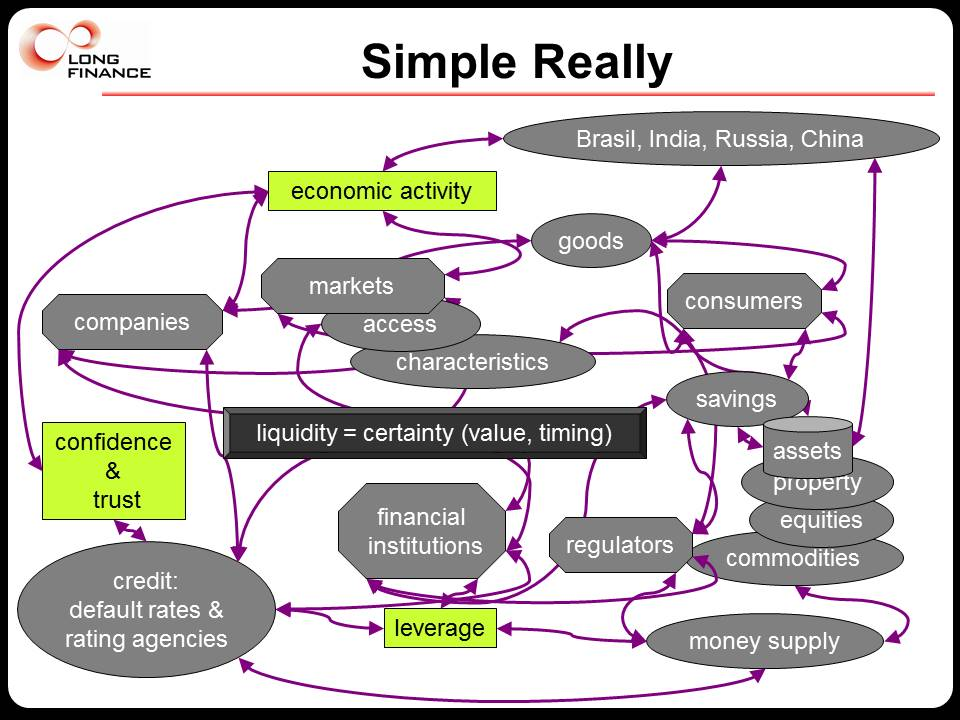 LONG
FINANCE
Simple Really
Brasil, India, Russia, China
economic activity
goods
markets
consumers
companies
access
characteristics
savings
liquidity = certainty (value, timing)
confidence
&
trust
assets
property
financial
institutions
equities
regulators
commodities
credit:
default rates &
rating agencies
leverage
money supply